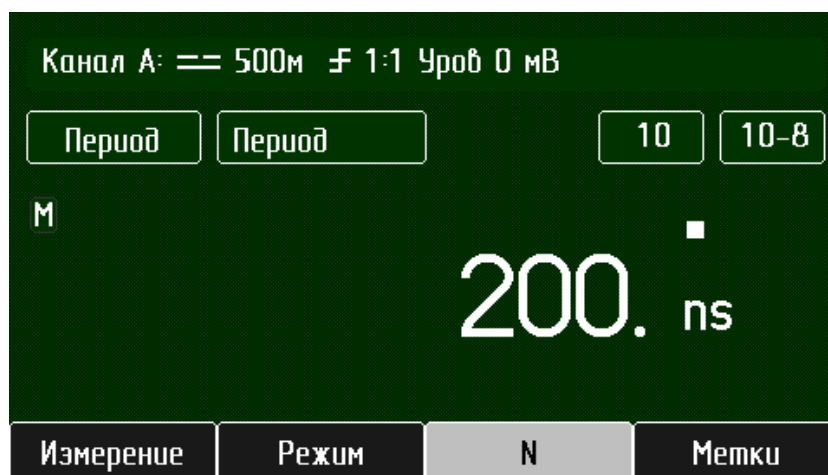 Канал А: 500м 1:1 Уров 0 мВ
Период Период 10 10-8
М
200. ns
Измерение Режим N Метки